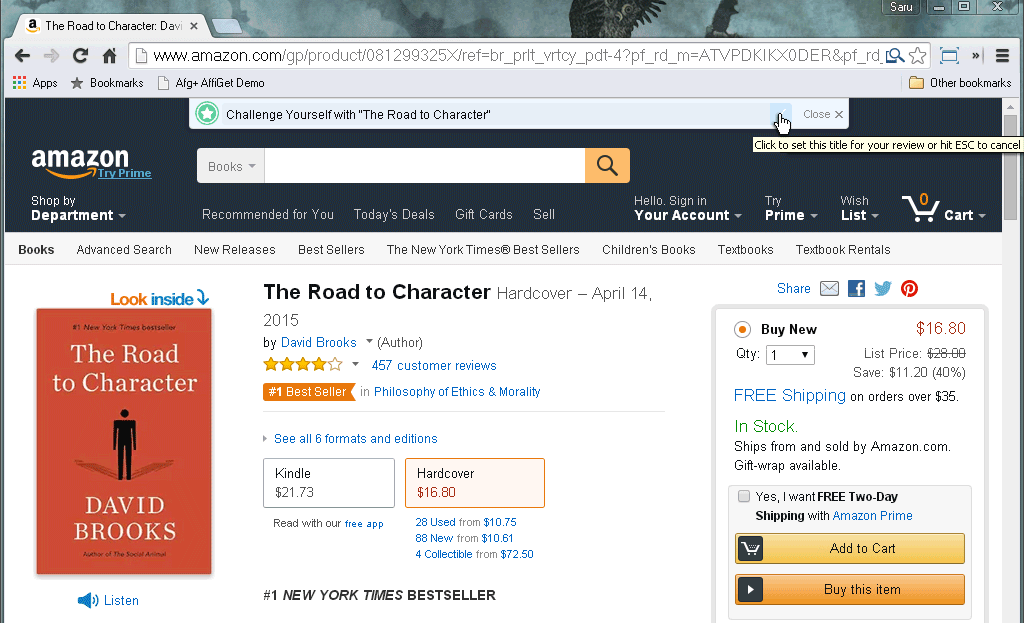 Saru
The Road to Character: Davi
www.amazon.com/gp/product/081299325X/ref=br_prlt_vrtcy_pdt-4?pf_rd_m=ATVPDKIKX0DER&pf_rd_
Apps Bookmarks Afg+ AffiGet Demo Other bookmarks
Challenge Yourself with "The Road to Character" Close
Click to set this title for your review or hit ESC to cancel
amazon
Try Prime
Books
Shop by
Department
Recommended for You Today's Deals Gift Cards Sell
Hello. Sign in
Your Account
Try
Prime
Wish
List
0
Cart
Books Advanced Search New Releases Best Sellers The New York Times® Best Sellers Children's Books Textbooks Textbook Rentals
Look inside
#1 New York Times bestseller
The Road
to Character
DAVID
BROOKS
Author of The Social Animal
Listen
The Road to Character Hardcover – April 14,
2015
by David Brooks (Author)
457 customer reviews
#1 Best Seller in Philosophy of Ethics & Morality
See all 6 formats and editions
Kindle
$21.73
Read with our free app
Hardcover
$16.80
28 Used from $10.75
88 New from $10.61
4 Collectible from $72.50
#1 NEW YORK TIMES BESTSELLER
Share
Buy New $16.80
Qty: 1 List Price: $28.00
Save: $11.20 (40%)
FREE Shipping on orders over $35.
In Stock.
Ships from and sold by Amazon.com.
Gift-wrap available.
Yes, I want FREE Two-Day
Shipping with Amazon Prime
Add to Cart
Buy this item